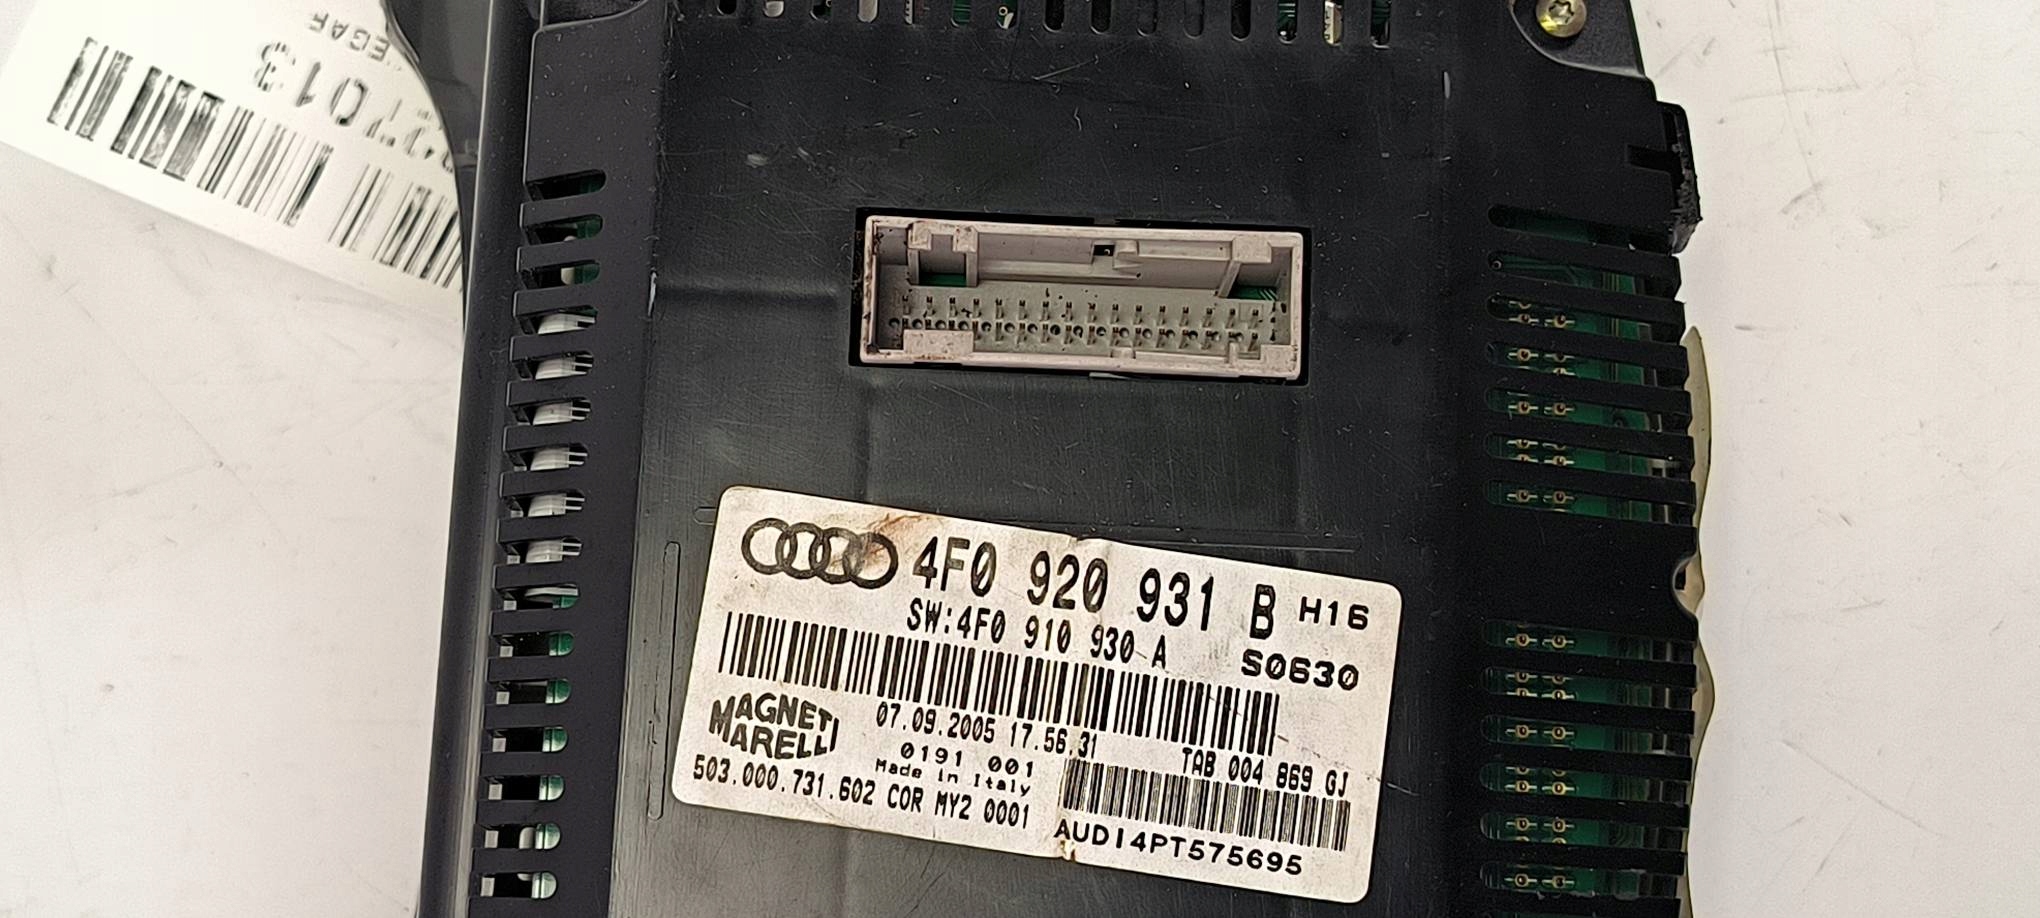 4F0 920 931 B H16
SW:4F0 910 930 A S0630
MAGNETI
MARELLI
07.09.2005 17.56.31
TAB 004 869 GJ
0191 001
Made in Italy
503.000.731.602 COR MY2 0001
AUDI4PT575695